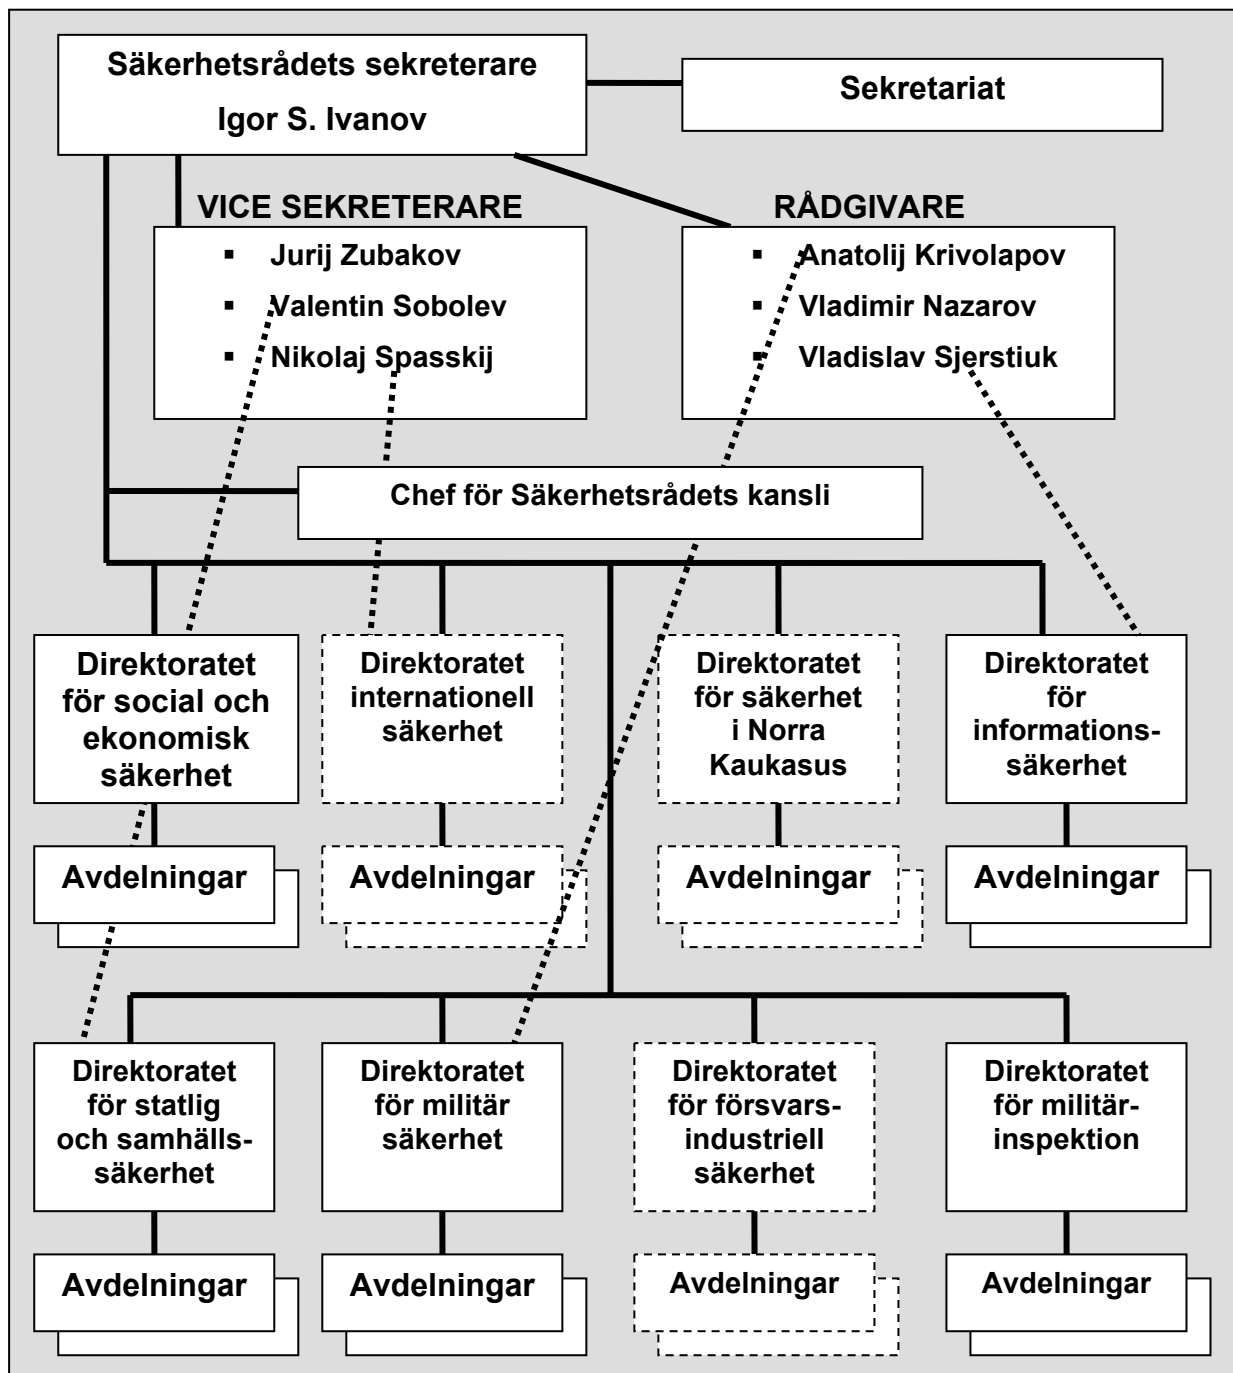 Säkerhetsrådets sekreterare
Igor S. Ivanov
Sekretariat
VICE SEKRETERARE
▪ Jurij Zubakov
▪ Valentin Sobolev
▪ Nikolaj Spasskij
RÅDGIVARE
▪ Anatolij Krivolapov
▪ Vladimir Nazarov
▪ Vladislav Sjerstiuk
Chef för Säkerhetsrådets kansli
Direktoratet
för social och
ekonomisk
säkerhet
Direktoratet
internationell
säkerhet
Direktoratet
för säkerhet
i Norra
Kaukasus
Direktoratet
för
informations-
säkerhet
Avdelningar
Avdelningar
Avdelningar
Avdelningar
Direktoratet
för statlig
och samhälls-
säkerhet
Direktoratet
för militär
säkerhet
Direktoratet
för försvars-
industriell
säkerhet
Direktoratet
för militär-
inspektion
Avdelningar
Avdelningar
Avdelningar
Avdelningar